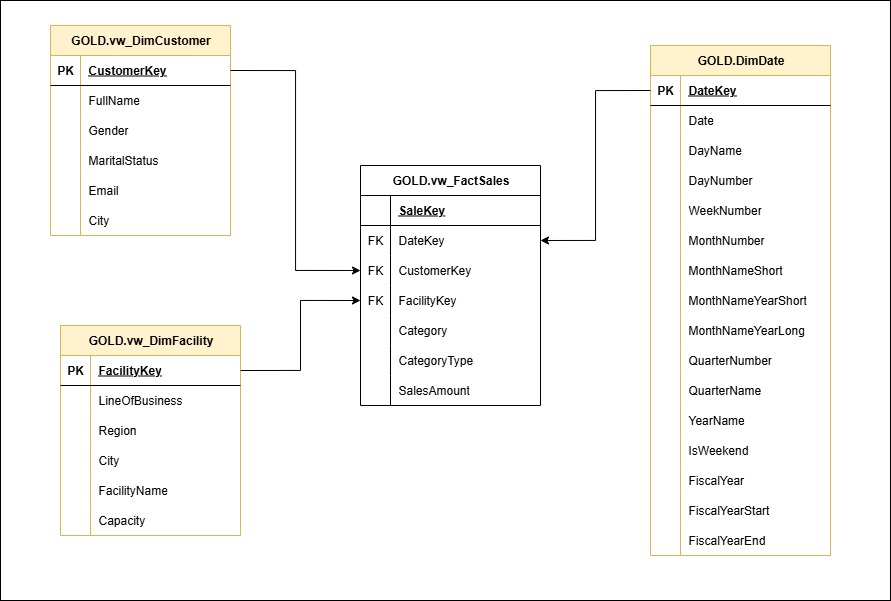 GOLD.vw_DimCustomer
PK CustomerKey
FullName
Gender
MaritalStatus
Email
City
GOLD.vw_DimFacility
PK FacilityKey
LineOfBusiness
Region
City
FacilityName
Capacity
GOLD.vw_FactSales
SaleKey
FK DateKey
FK CustomerKey
FK FacilityKey
Category
CategoryType
SalesAmount
GOLD.DimDate
PK DateKey
Date
DayName
DayNumber
WeekNumber
MonthNumber
MonthNameShort
MonthNameYearShort
MonthNameYearLong
QuarterNumber
QuarterName
YearName
IsWeekend
FiscalYear
FiscalYearStart
FiscalYearEnd